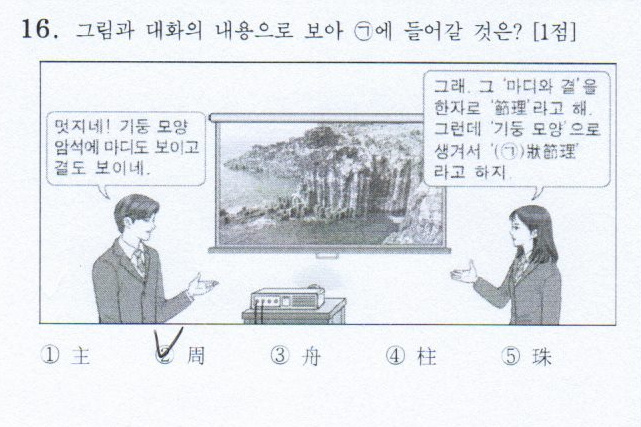 16. 그림과 대화의 내용으로 보아 ㉠에 들어갈 것은? [1점]
멋지네! 기둥 모양
암석에 마디도 보이고
결도 보이네.
그래. 그 '마디와 결'을
한자로 '節理'라고 해.
그런데 '기둥 모양'으로
생겨서 '(㉠)狀節理'
라고 하지.
① 主 ② 周 ③ 舟 ④ 柱 ⑤ 珠